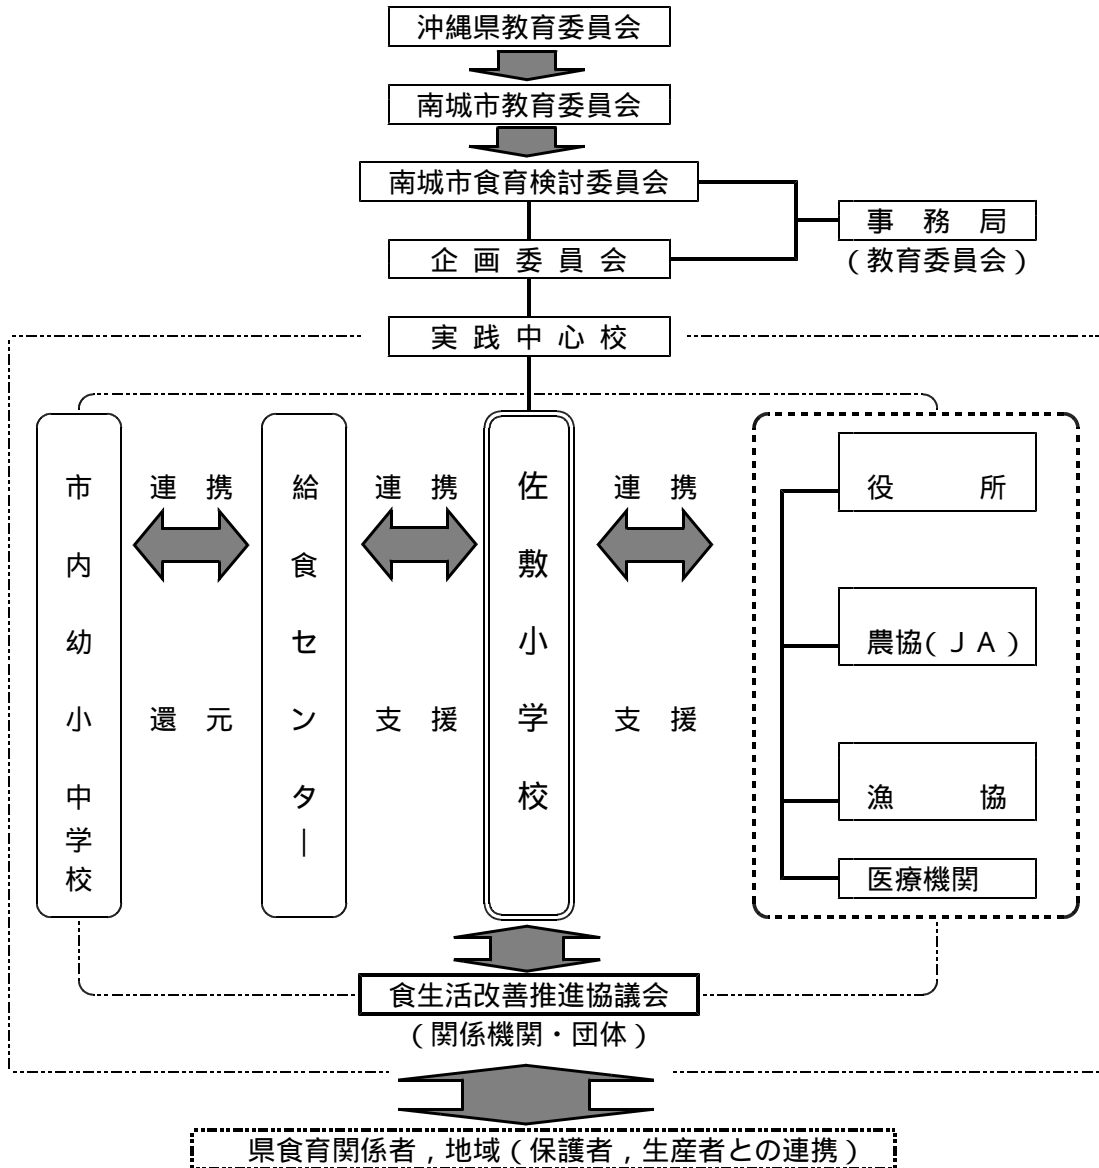 沖縄県教育委員会
南城市教育委員会
南城市食育検討委員会
事　務　局
（教育委員会）
企 画 委 員 会
実 践 中 心 校
市内幼小中学校
連　携
還　元
給食センター
連　携
支　援
佐敷小学校
連　携
支　援
役　　所
農協（ＪＡ）
漁　　協
医療機関
食生活改善推進協議会
（関係機関・団体）
県食育関係者，地域（保護者，生産者との連携）